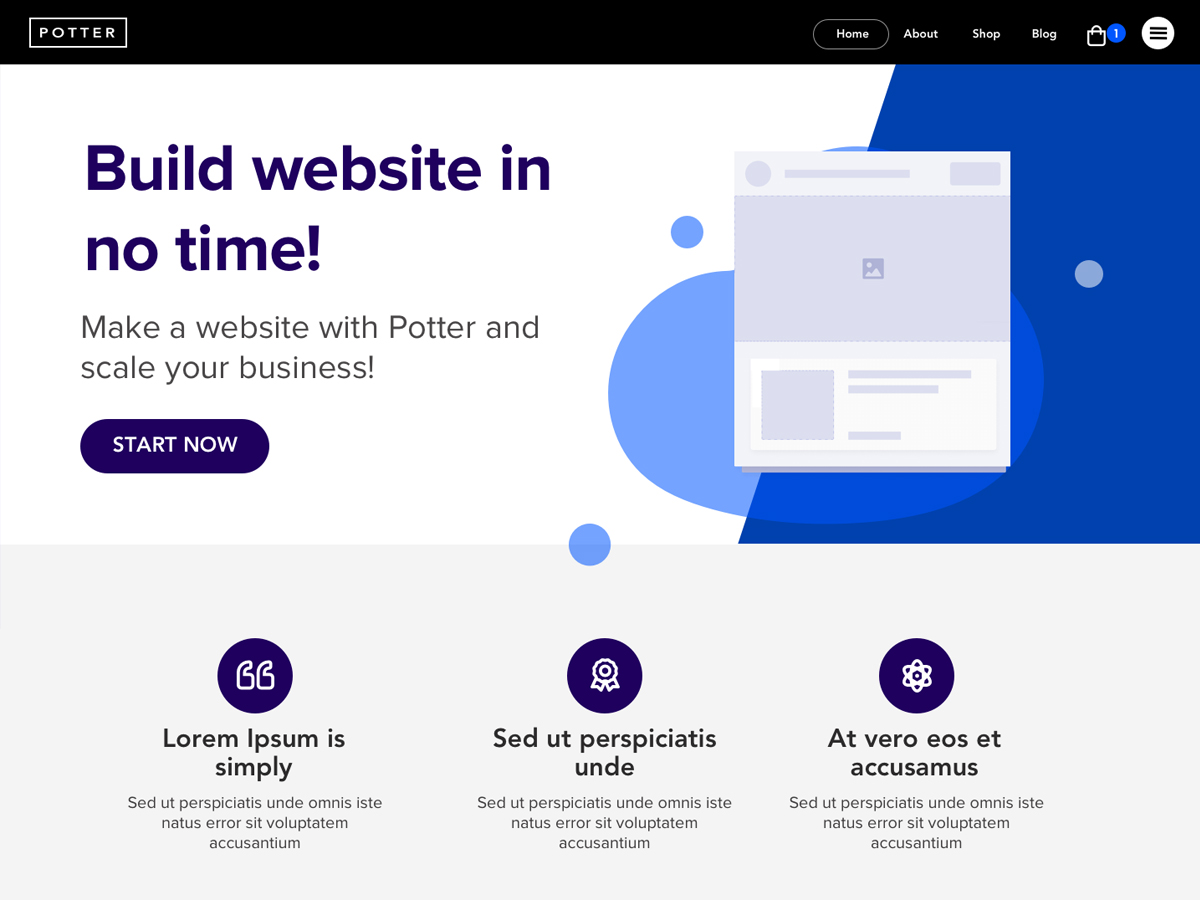 POTTER
Home
About
Shop
Blog
1
Build website in
no time!
Make a website with Potter and
scale your business!
START NOW
Lorem Ipsum is
simply
Sed ut perspiciatis unde omnis iste
natus error sit voluptatem
accusantium
Sed ut perspiciatis
unde
Sed ut perspiciatis unde omnis iste
natus error sit voluptatem
accusantium
At vero eos et
accusamus
Sed ut perspiciatis unde omnis iste
natus error sit voluptatem
accusantium